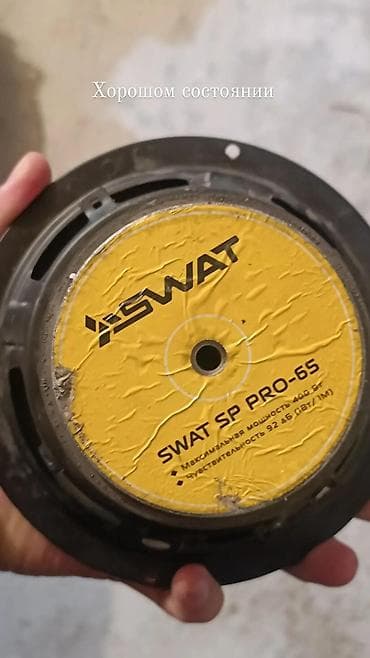 Хорошом состоянии
SWAT
SWAT SP PRO-65
Максимальная мощность 400 Вт
Чувствительность 92 дБ (1Вт/1М)